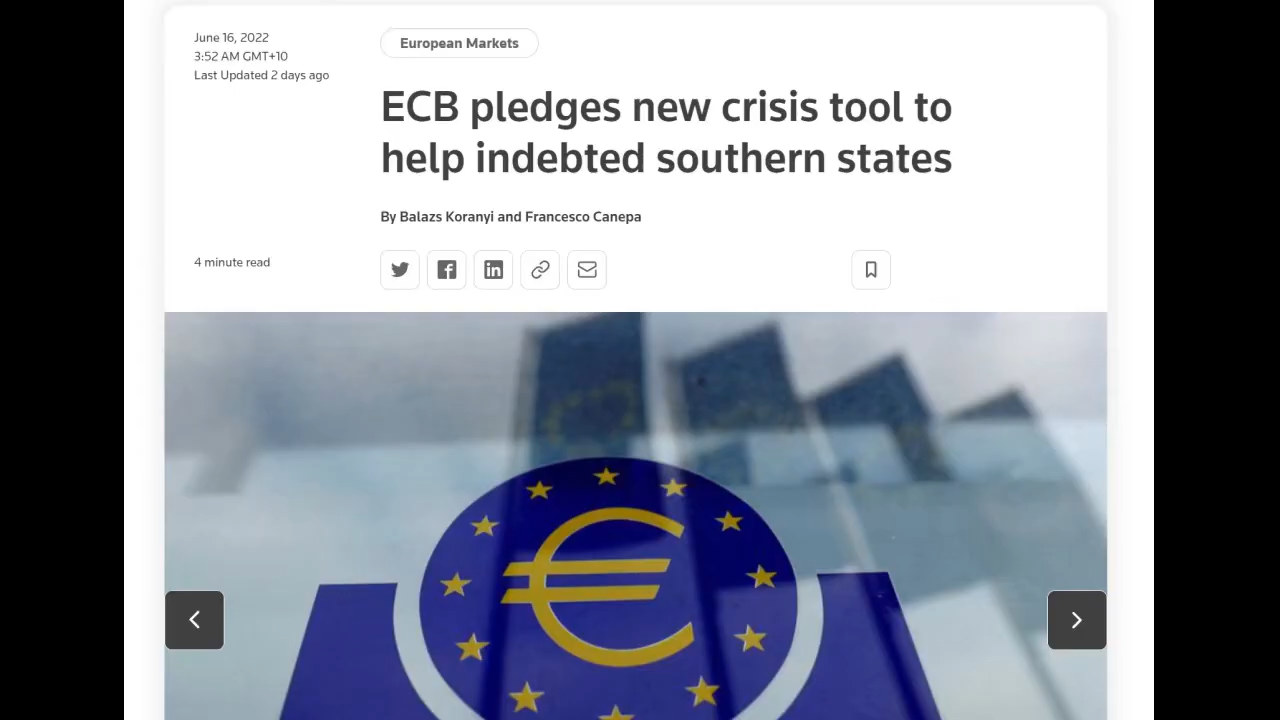 June 16, 2022
3:52 AM GMT+10
Last Updated 2 days ago
European Markets
ECB pledges new crisis tool to
help indebted southern states
By Balazs Koranyi and Francesco Canepa
4 minute read